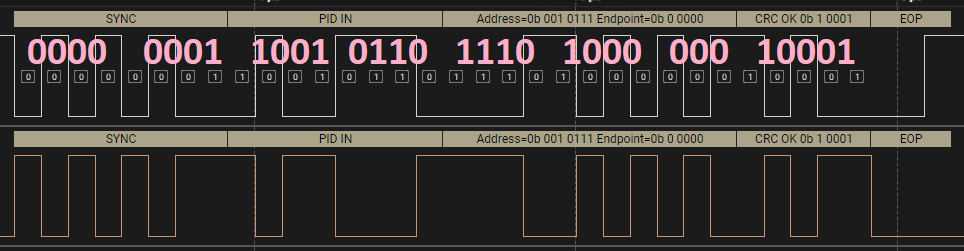 SYNC PID IN Address=0b 001 0111 Endpoint=0b 0 0000 CRC OK 0b 1 0001 EOP
0000 0001 1001 0110 1110 1000 000 10001
0 0 0 0 0 0 0 1 1 0 0 1 0 1 1 0 1 1 1 0 1 0 0 0 0 0 0 1 0 0 0 1
SYNC PID IN Address=0b 001 0111 Endpoint=0b 0 0000 CRC OK 0b 1 0001 EOP